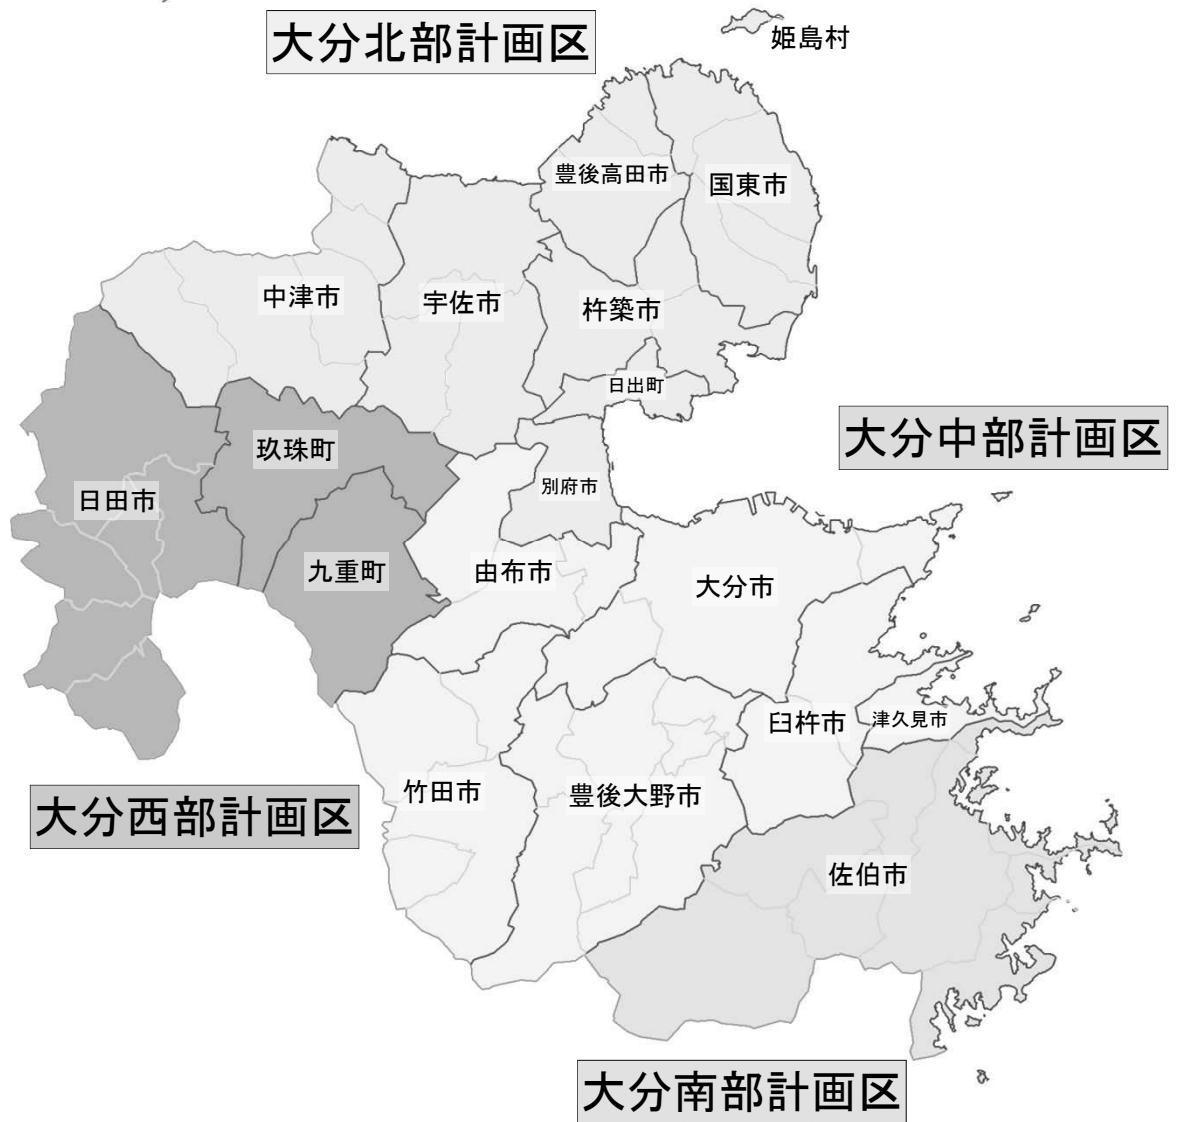 大分北部計画区
姫島村
豊後高田市
国東市
中津市
宇佐市
杵築市
日出町
大分中部計画区
玖珠町
日田市
別府市
九重町
由布市
大分市
臼杵市
津久見市
竹田市
豊後大野市
大分西部計画区
佐伯市
大分南部計画区